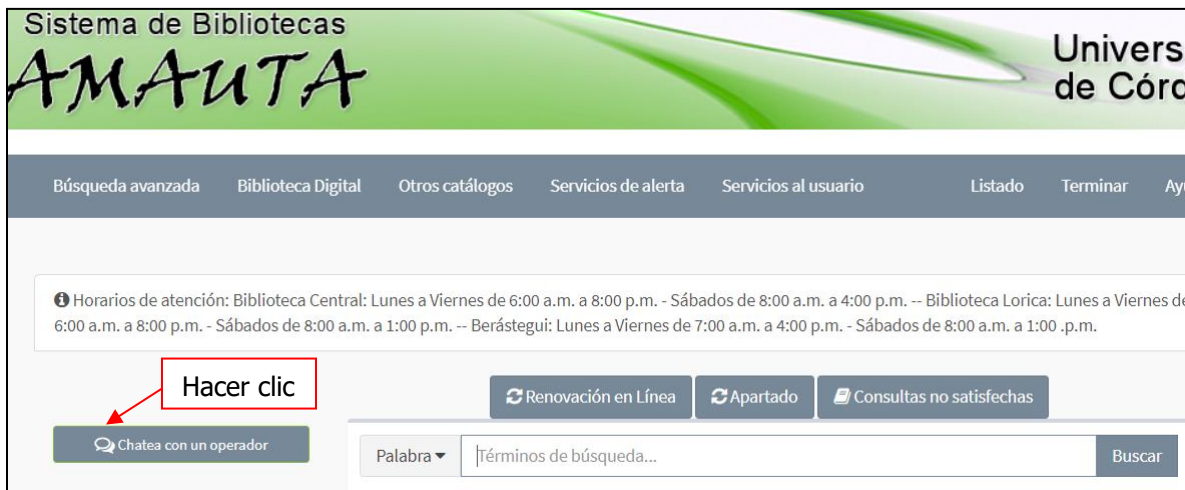 Sistema de Bibliotecas
AMAUTA
Univers
de Córd
Búsqueda avanzada Biblioteca Digital Otros catálogos Servicios de alerta Servicios al usuario Listado Terminar Ayu
Horarios de atención: Biblioteca Central: Lunes a Viernes de 6:00 a.m. a 8:00 p.m. - Sábados de 8:00 a.m. a 4:00 p.m. -- Biblioteca Lorica: Lunes a Viernes de
6:00 a.m. a 8:00 p.m. - Sábados de 8:00 a.m. a 1:00 p.m. -- Berástegui: Lunes a Viernes de 7:00 a.m. a 4:00 p.m. - Sábados de 8:00 a.m. a 1:00 .p.m.
Hacer clic
Renovación en Línea Apartado Consultas no satisfechas
Chatea con un operador
Palabra Términos de búsqueda... Buscar